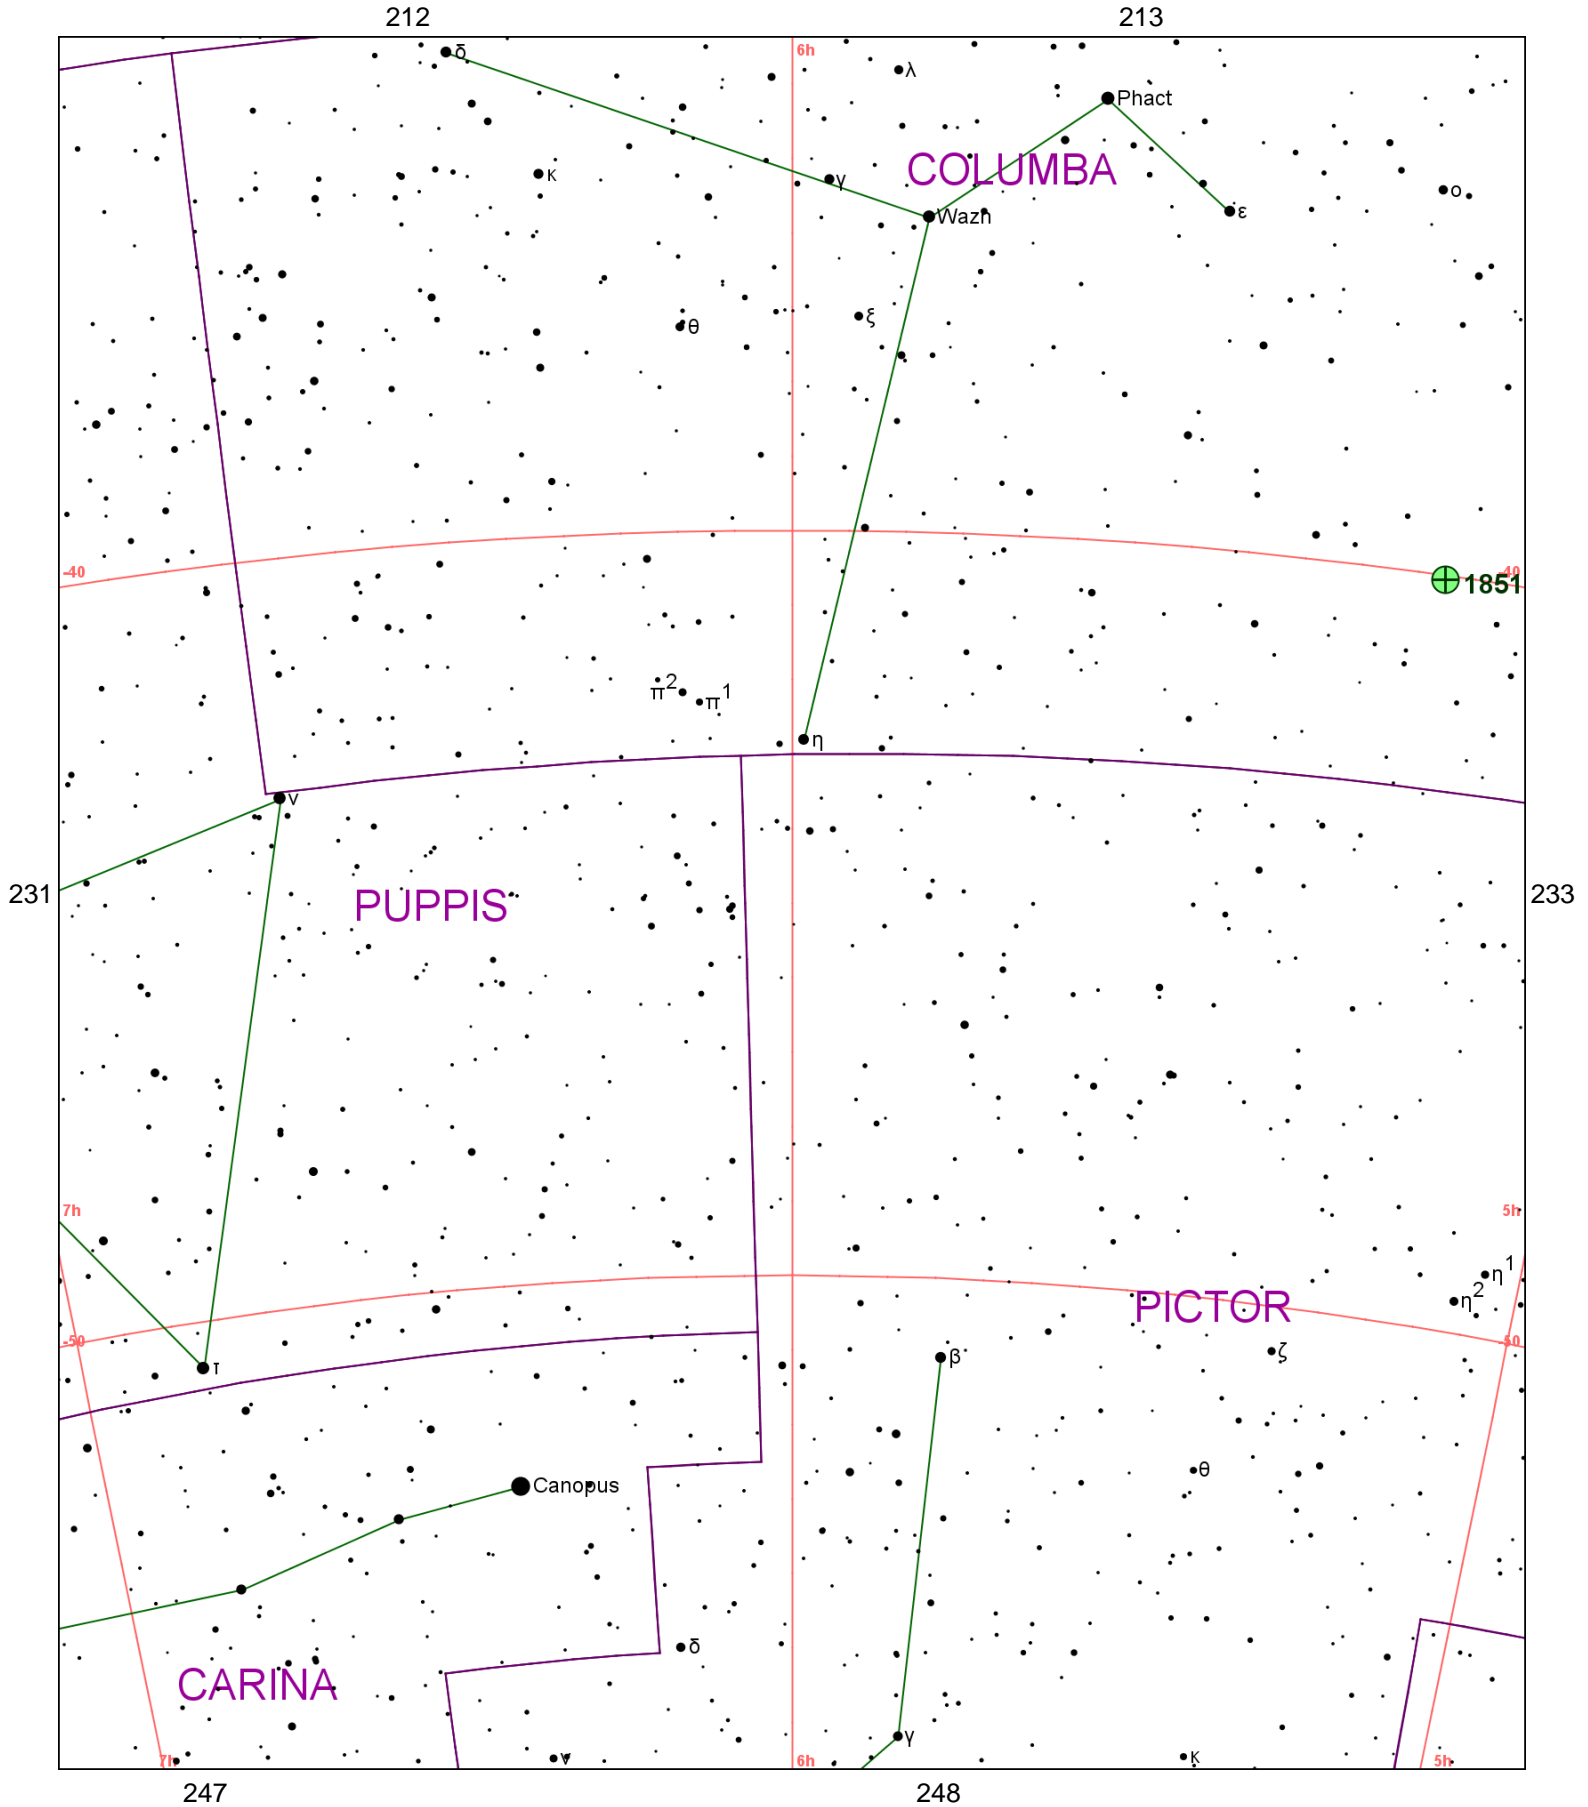 212 213
δ 6h λ
Phact
COLUMBA
κ γ ο
Wazn ε
θ ξ
-40 -40
1851
π2 π1
η
ν
231 PUPPIS 233
7h 5h
η1
PICTOR η2
-50 -50
τ β ζ
θ
Canopus
δ
CARINA
γ
ν κ
7h 6h 5h
247 248